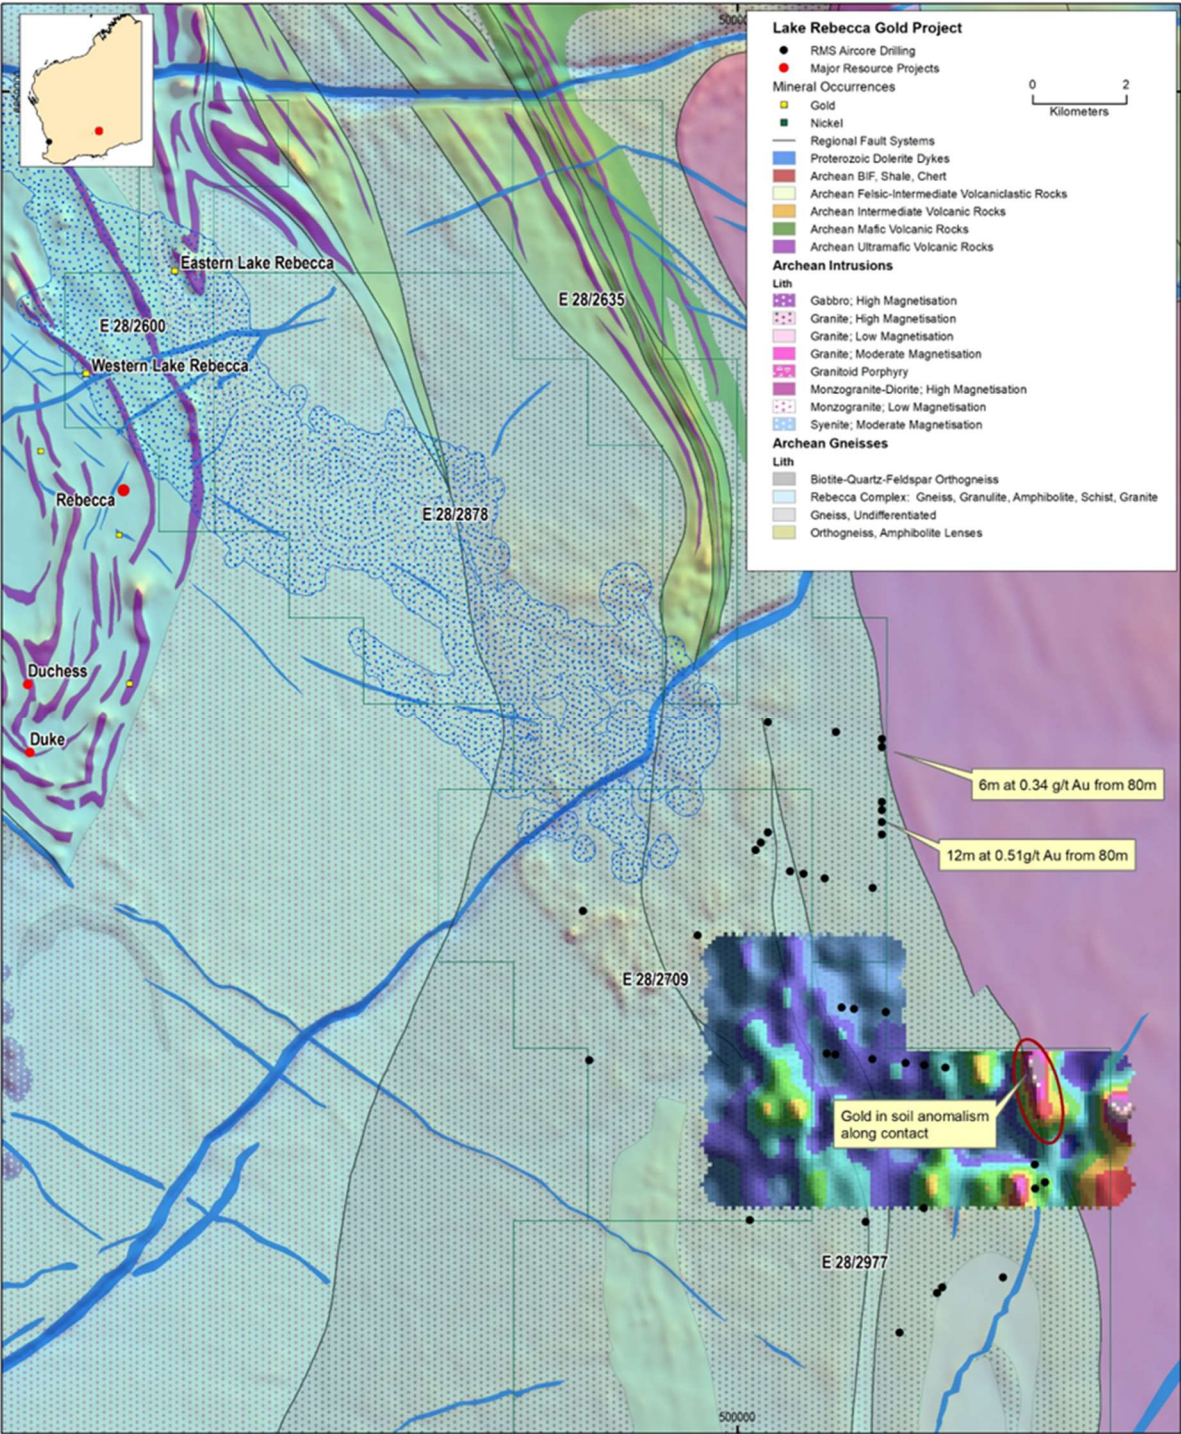 500000
Lake Rebecca Gold Project
RMS Aircore Drilling
Major Resource Projects
Mineral Occurrences
Gold
Nickel
Regional Fault Systems
Proterozoic Dolerite Dykes
Archean BIF, Shale, Chert
Archean Felsic-Intermediate Volcaniclastic Rocks
Archean Intermediate Volcanic Rocks
Archean Mafic Volcanic Rocks
Archean Ultramafic Volcanic Rocks
Archean Intrusions
Lith
Gabbro; High Magnetisation
Granite; High Magnetisation
Granite; Low Magnetisation
Granite; Moderate Magnetisation
Granitoid Porphyry
Monzogranite-Diorite; High Magnetisation
Monzogranite; Low Magnetisation
Syenite; Moderate Magnetisation
Archean Gneisses
Lith
Biotite-Quartz-Feldspar Orthogneiss
Rebecca Complex: Gneiss, Granulite, Amphibolite, Schist, Granite
Gneiss, Undifferentiated
Orthogneiss, Amphibolite Lenses
0 2
Kilometers
Eastern Lake Rebecca
E 28/2635
E 28/2600
Western Lake Rebecca
Rebecca
E 28/2878
Duchess
Duke
6m at 0.34 g/t Au from 80m
12m at 0.51g/t Au from 80m
E 28/2709
Gold in soil anomalism
along contact
E 28/2977
500000